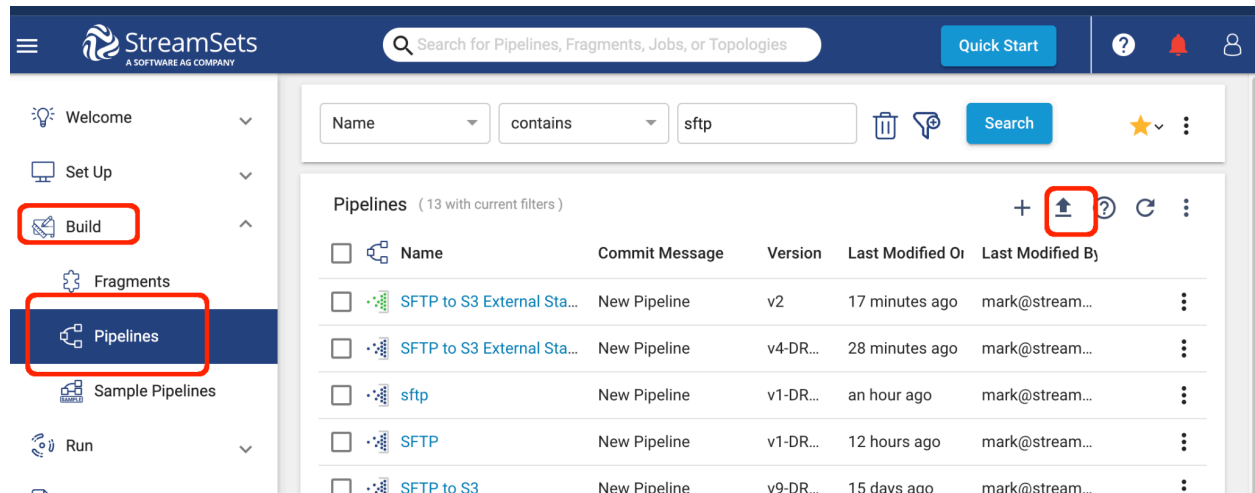 StreamSets
A SOFTWARE AG COMPANY
Search for Pipelines, Fragments, Jobs, or Topologies
Quick Start
?
Welcome
Set Up
Build
Fragments
Pipelines
SAMPLE
Sample Pipelines
Run
Name contains sftp Search
Pipelines ( 13 with current filters )
?
Name Commit Message Version Last Modified O Last Modified By
SFTP to S3 External Sta... New Pipeline v2 17 minutes ago mark@stream...
SFTP to S3 External Sta... New Pipeline v4-DR... 28 minutes ago mark@stream...
sftp New Pipeline v1-DR... an hour ago mark@stream...
SFTP New Pipeline v1-DR... 12 hours ago mark@stream...
SFTP to S3 New Pipeline v9-DR... 15 days ago mark@stream...